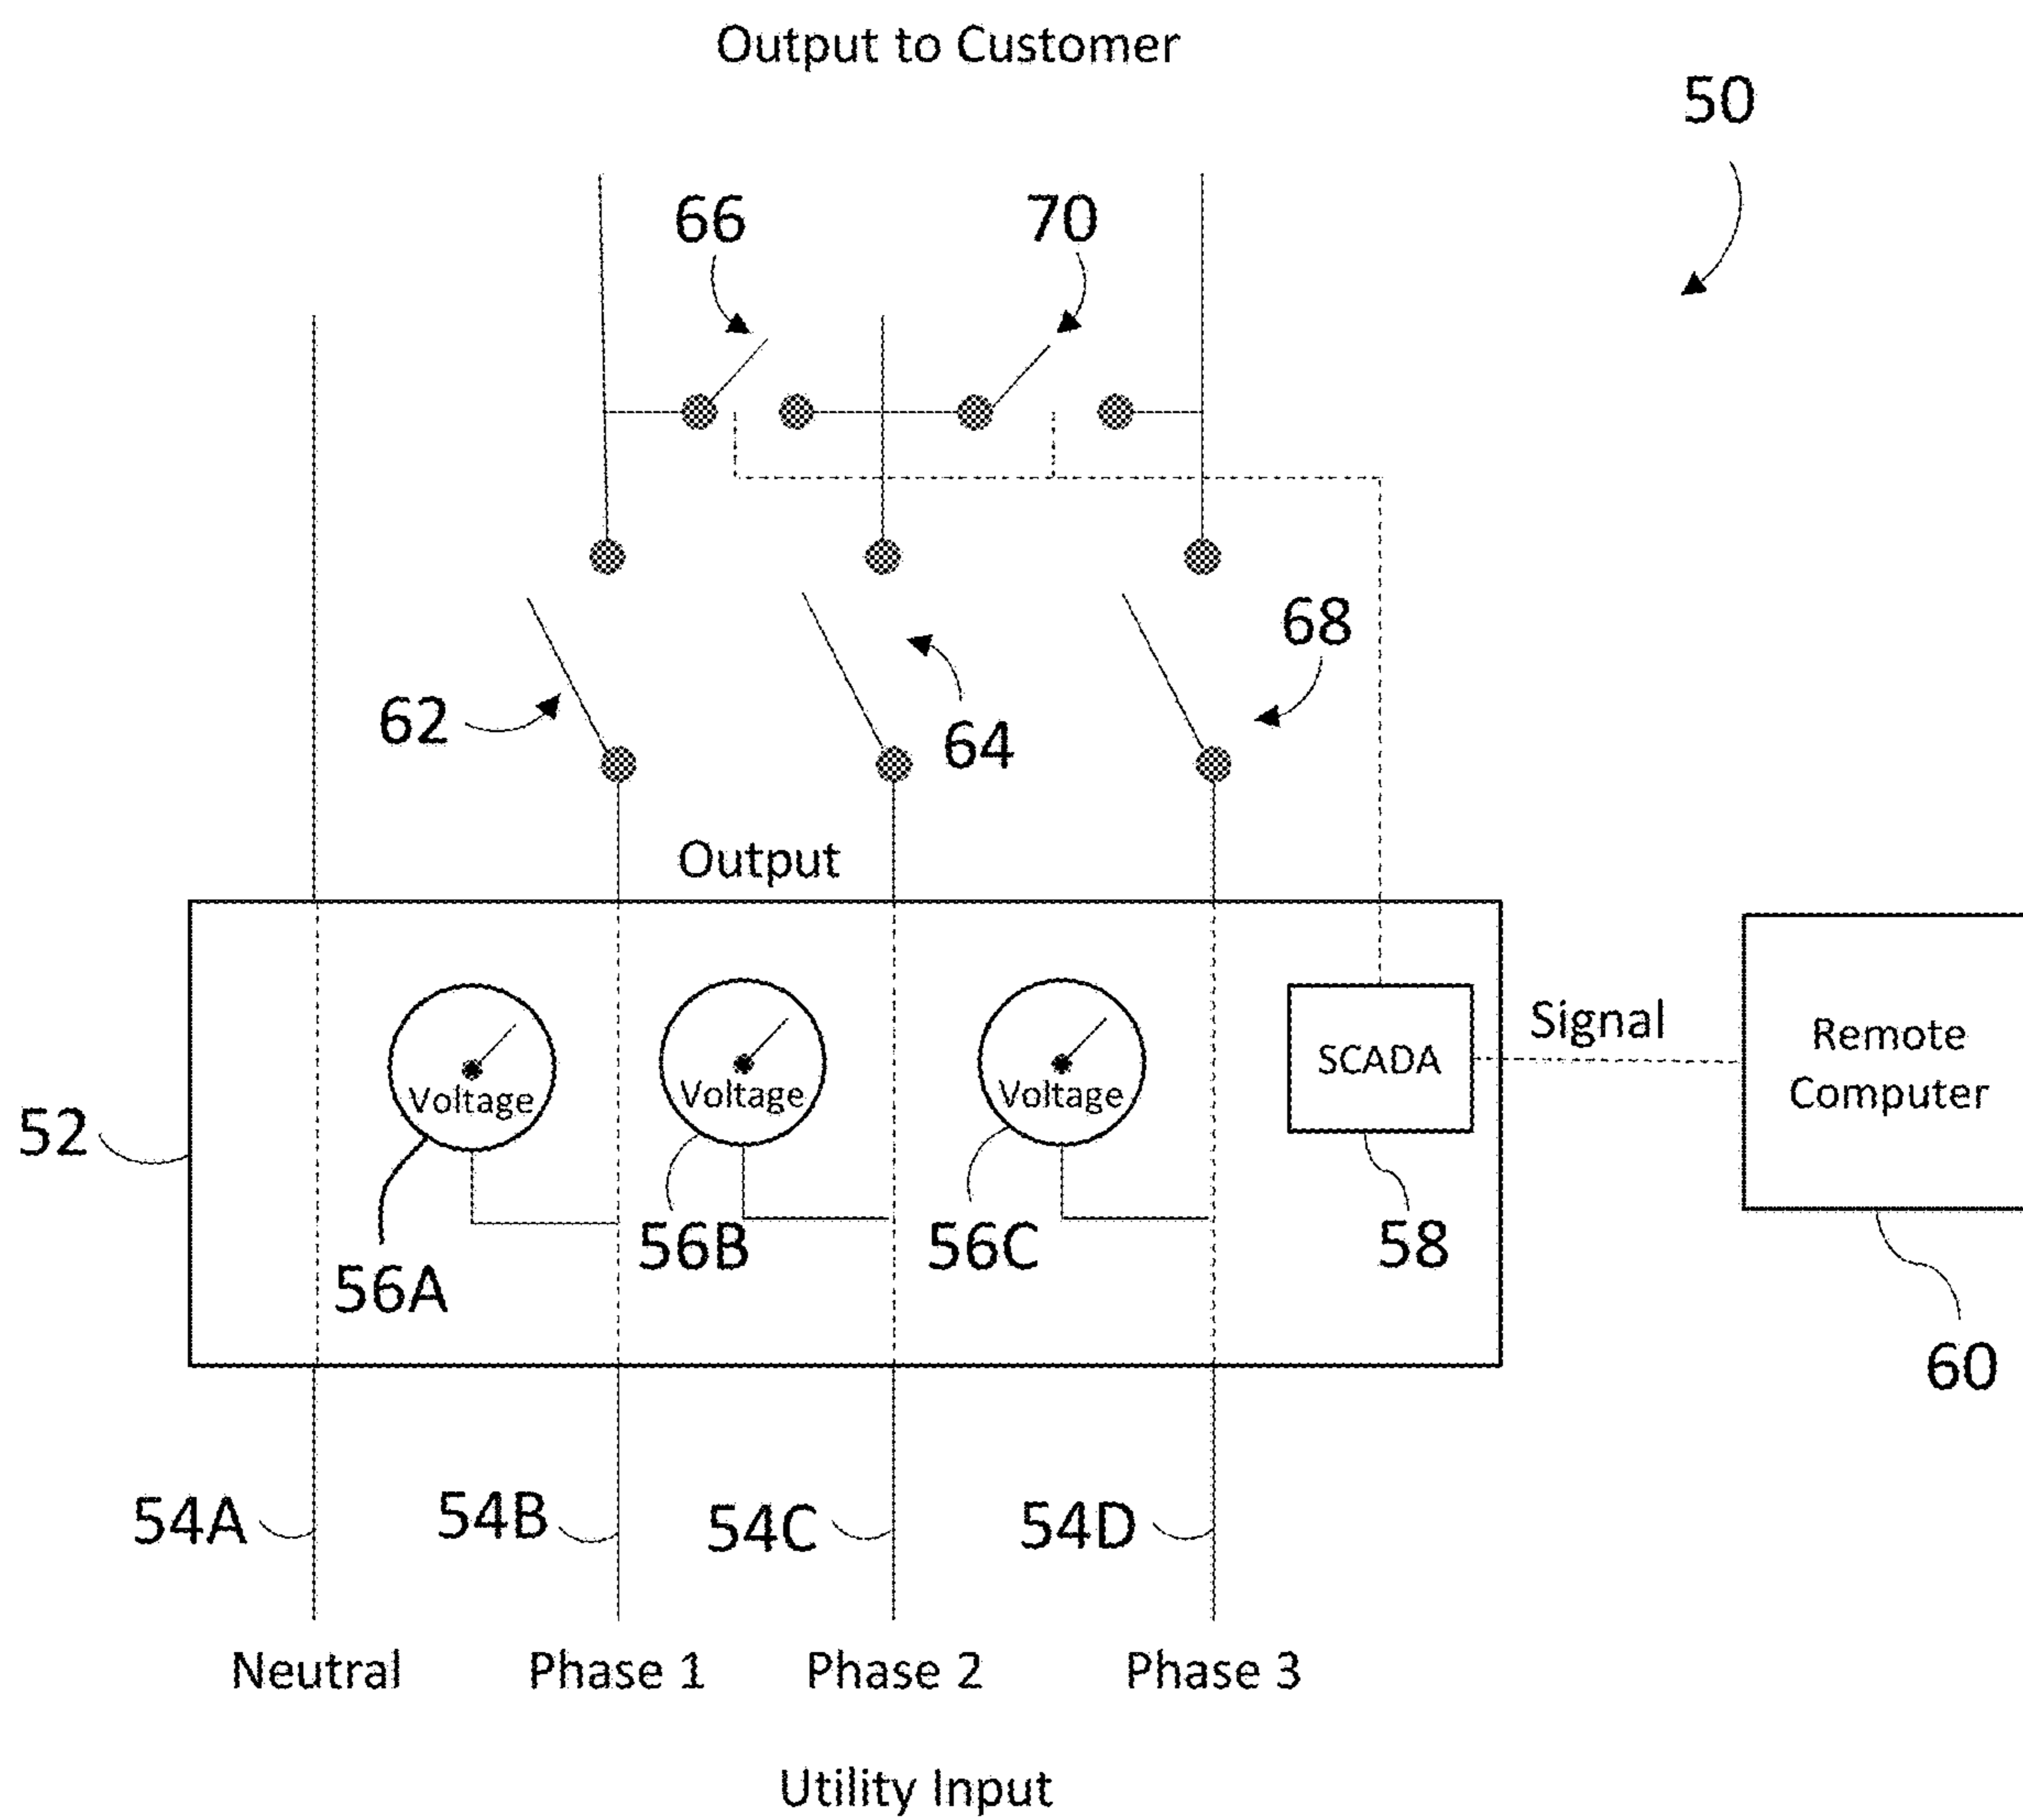 Output to Customer
50
66
70
68
62
64
Output
Voltage
Voltage
Voltage
SCADA
Signal
Remote
Computer
52
56A
56B
56C
58
60
54A
54B
54C
54D
Neutral
Phase 1
Phase 2
Phase 3
Utility Input